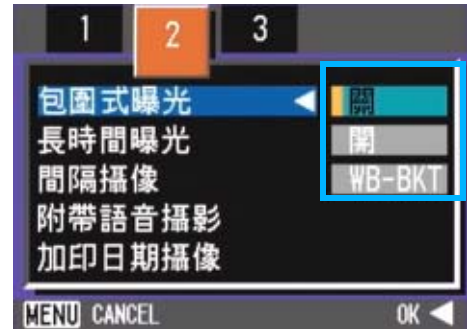 1 2 3
包圍式曝光 ◀ 關
長時間曝光 開
間隔攝像 WB-BKT
附帶語音攝影
加印日期攝像
MENU CANCEL OK ◀